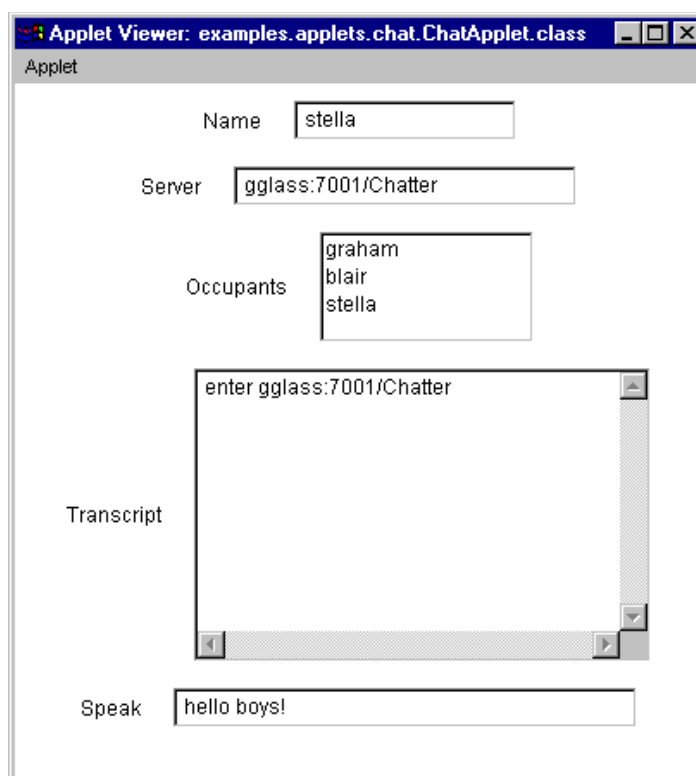 Applet Viewer: examples.applets.chat.ChatApplet.class
Applet
Name stella
Server gglass:7001/Chatter
Occupants
graham
blair
stella
Transcript
enter gglass:7001/Chatter
Speak hello boys!